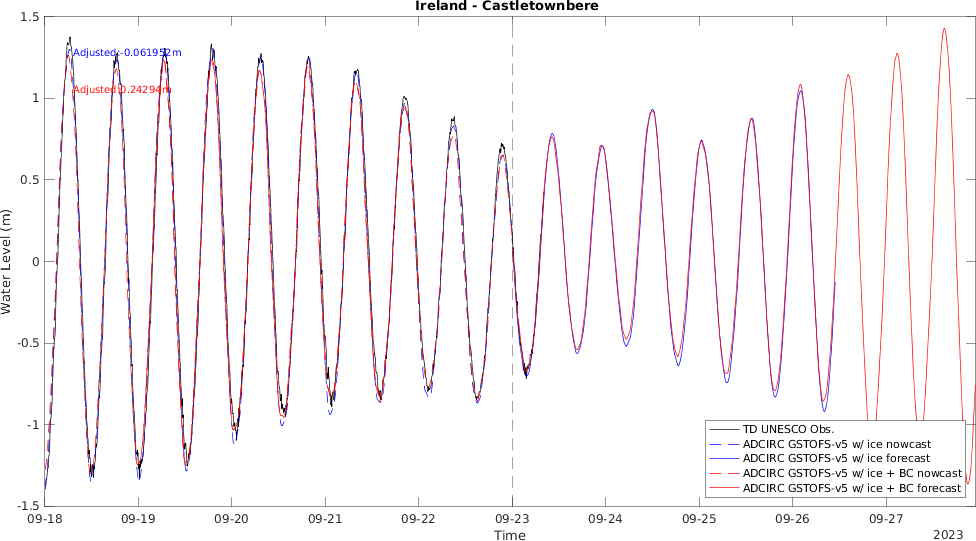 Ireland - Castletownbere
1.5
1
0.5
0
-0.5
-1
-1.5
Water Level (m)
Adjusted:-0.061952m
Adjusted:0.24294m
TD UNESCO Obs.
ADCIRC GSTOFS-v5 w/ ice nowcast
ADCIRC GSTOFS-v5 w/ ice forecast
ADCIRC GSTOFS-v5 w/ ice + BC nowcast
ADCIRC GSTOFS-v5 w/ ice + BC forecast
09-18 09-19 09-20 09-21 09-22 09-23 09-24 09-25 09-26 09-27
Time
2023